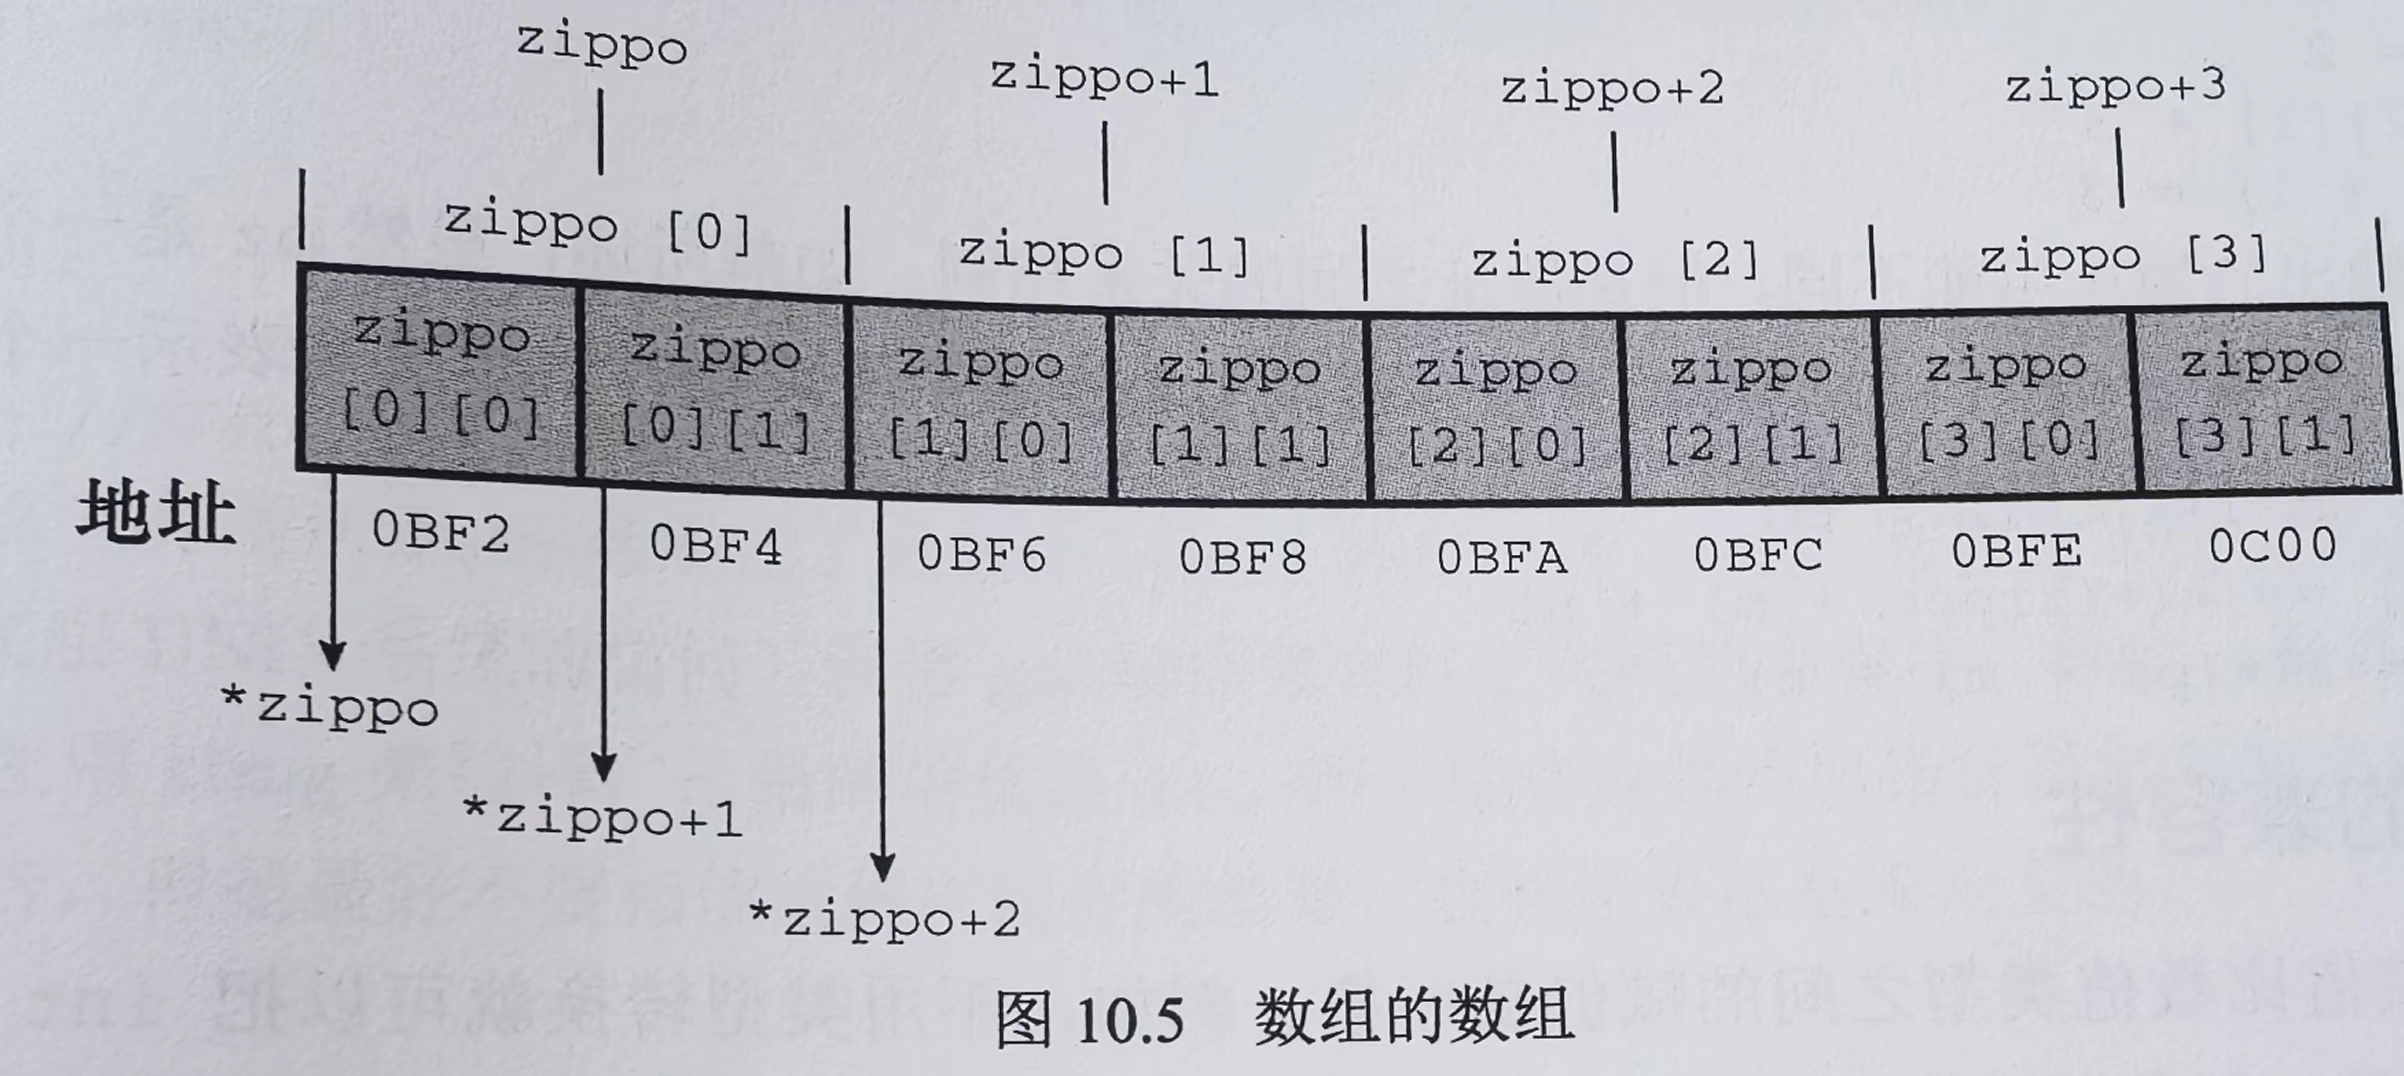 zippo zippo+1 zippo+2 zippo+3
zippo [0] zippo [1] zippo [2] zippo [3]
zippo zippo zippo zippo zippo zippo zippo zippo
[0][0] [0][1] [1][0] [1][1] [2][0] [2][1] [3][0] [3][1]
地址 0BF2 0BF4 0BF6 0BF8 0BFA 0BFC 0BFE 0C00
*zippo
*zippo+1
*zippo+2
图 10.5 数组的数组